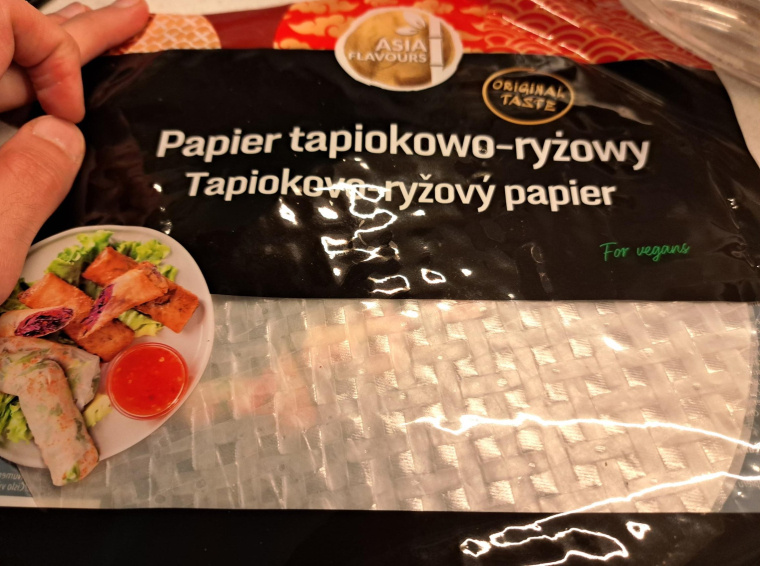 ASIA
FLAVOURS
ORIGINAL
TASTE
Papier tapiokowo-ryżowy
Tapiokovo-ryžový papier
For vegans